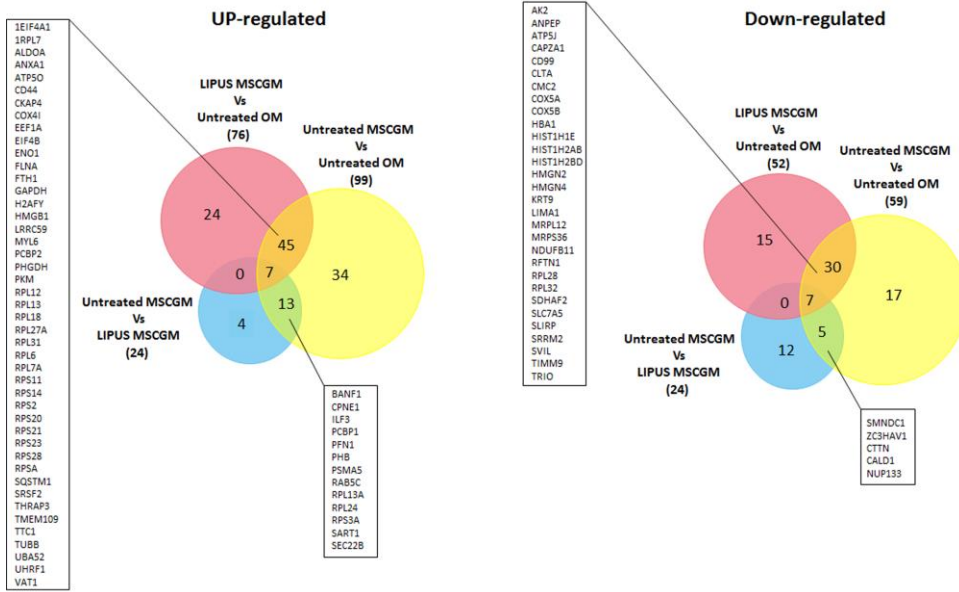 UP-regulated
1EIF4A1
1RPL7
ALDOA
ANXA1
ATP5O
CD44
CKAP4
COX4I
EEF1A
EIF4B
ENO1
FLNA
FTH1
GAPDH
H2AFY
HMGB1
LRRC59
MYL6
PCBP2
PHGDH
PKM
RPL12
RPL13
RPL18
RPL27A
RPL31
RPL6
RPL7A
RPS11
RPS14
RPS2
RPS20
RPS21
RPS23
RPS28
RPSA
SQSTM1
SRSF2
THRAP3
TMEM109
TTC1
TUBB
UBA52
UHRF1
VAT1
LIPUS MSCGM
Vs
Untreated OM
(76)
Untreated MSCGM
Vs
Untreated OM
(99)
24
45
0
7
34
13
4
Untreated MSCGM
Vs
LIPUS MSCGM
(24)
BANF1
CPNE1
ILF3
PCBP1
PFN1
PHB
PSMA5
RAB5C
RPL13A
RPL24
RPS3A
SART1
SEC22B
Down-regulated
AK2
ANPEP
ATP5J
CAPZA1
CD99
CLTA
CMC2
COX5A
COX5B
HBA1
HIST1H1E
HIST1H2AB
HIST1H2BD
HMGN2
HMGN4
KRT9
LIMA1
MRPL12
MRPS36
NDUFB11
RFTN1
RPL28
RPL32
SDHAF2
SLC7A5
SLIRP
SRRM2
SVIL
TIMM9
TRIO
LIPUS MSCGM
Vs
Untreated OM
(52)
Untreated MSCGM
Vs
Untreated OM
(59)
15
30
0
7
17
5
12
Untreated MSCGM
Vs
LIPUS MSCGM
(24)
SMNDC1
ZC3HAV1
CTTN
CALD1
NUP133